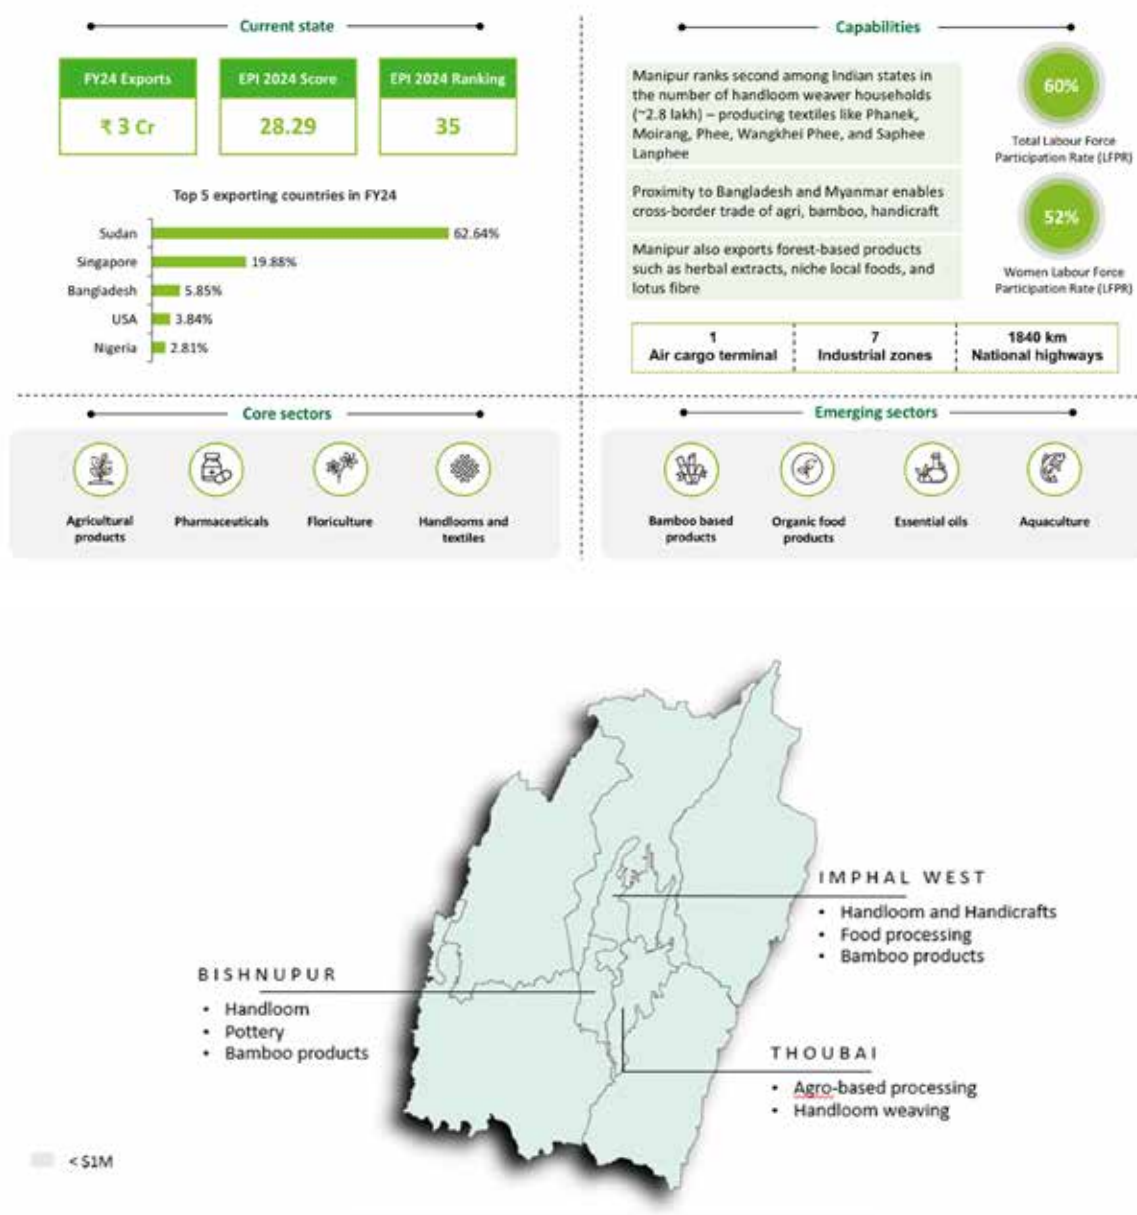 Current state
FY24 Exports
₹ 3 Cr
EPI 2024 Score
28.29
EPI 2024 Ranking
35
Top 5 exporting countries in FY24
Sudan 62.64%
Singapore 19.88%
Bangladesh 5.85%
USA 3.84%
Nigeria 2.81%
Capabilities
Manipur ranks second among Indian states in
the number of handloom weaver households
(~2.8 lakh) – producing textiles like Phanek,
Moirang, Phee, Wangkhei Phee, and Saphee
Lanphee
Proximity to Bangladesh and Myanmar enables
cross-border trade of agri, bamboo, handicraft
Manipur also exports forest-based products
such as herbal extracts, niche local foods, and
lotus fibre
60%
Total Labour Force
Participation Rate (LFPR)
52%
Women Labour Force
Participation Rate (LFPR)
1
Air cargo terminal
7
Industrial zones
1840 km
National highways
Core sectors
Agricultural
products
Pharmaceuticals
Floriculture
Handlooms and
textiles
Emerging sectors
Bamboo based
products
Organic food
products
Essential oils
Aquaculture
IMPHAL WEST
• Handloom and Handicrafts
• Food processing
• Bamboo products
BISHNUPUR
• Handloom
• Pottery
• Bamboo products
THOUBAI
• Agro-based processing
• Handloom weaving
< $1M